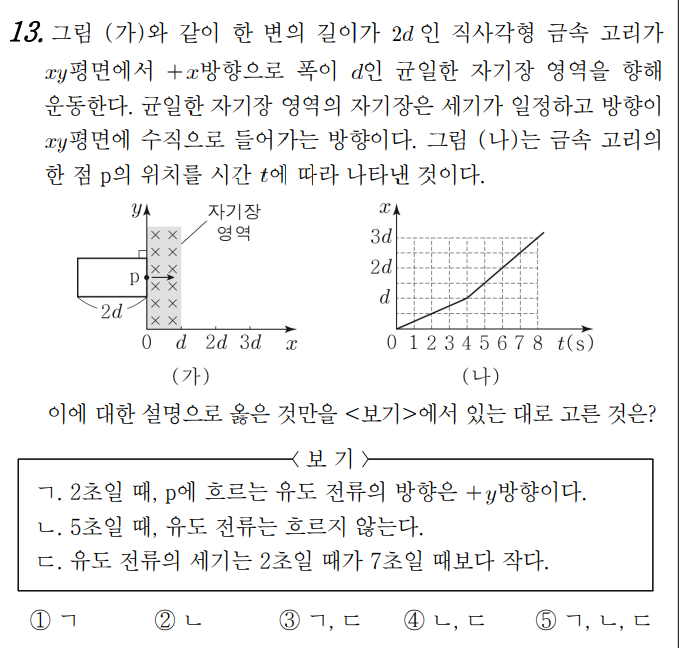 13. 그림 (가)와 같이 한 변의 길이가 2d인 직사각형 금속 고리가
xy평면에서 +x방향으로 폭이 d인 균일한 자기장 영역을 향해
운동한다. 균일한 자기장 영역의 자기장은 세기가 일정하고 방향이
xy평면에 수직으로 들어가는 방향이다. 그림 (나)는 금속 고리의
한 점 p의 위치를 시간 t에 따라 나타낸 것이다.
y
자기장
영역
p
2d
0 d 2d 3d x
(가)
x
3d
2d
d
0 1 2 3 4 5 6 7 8 t(s)
(나)
이에 대한 설명으로 옳은 것만을 <보기>에서 있는 대로 고른 것은?
< 보 기 >
ㄱ. 2초일 때, p에 흐르는 유도 전류의 방향은 +y방향이다.
ㄴ. 5초일 때, 유도 전류는 흐르지 않는다.
ㄷ. 유도 전류의 세기는 2초일 때가 7초일 때보다 작다.
① ㄱ ② ㄴ ③ ㄱ, ㄷ ④ ㄴ, ㄷ ⑤ ㄱ, ㄴ, ㄷ